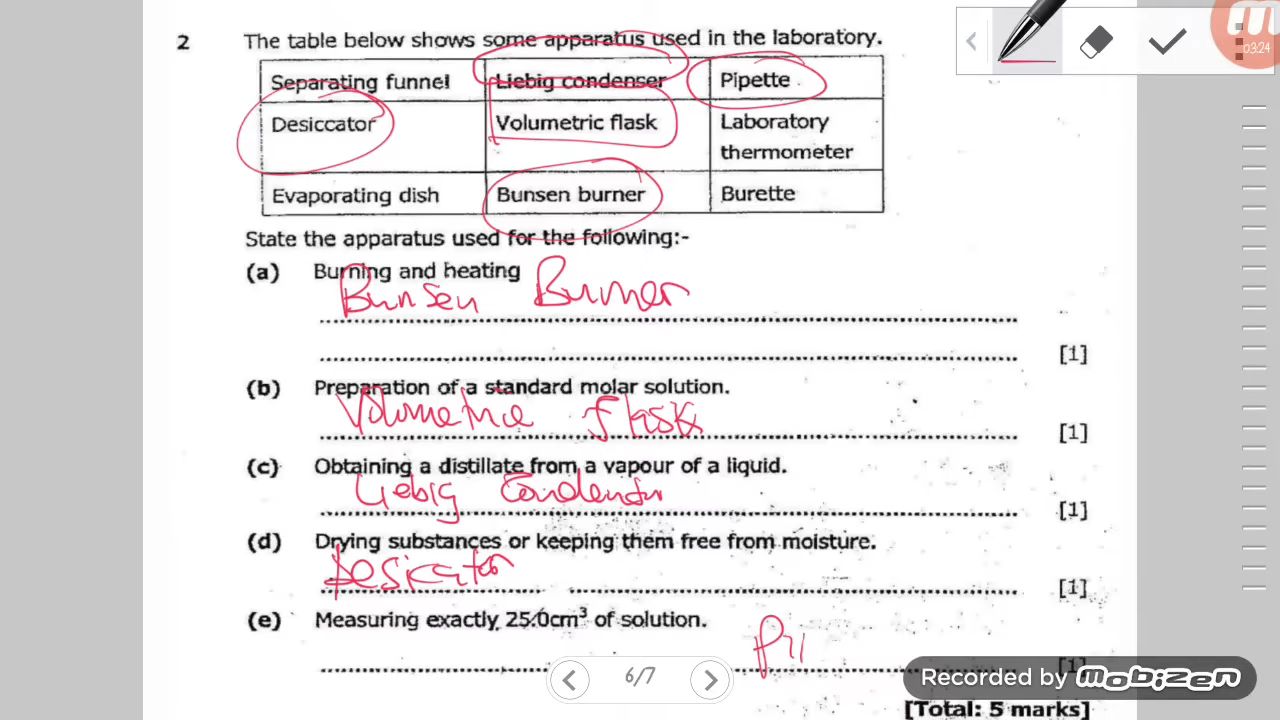 03:24
2 The table below shows some apparatus used in the laboratory.
Separating funnel Liebig condenser Pipette
Desiccator Volumetric flask Laboratory thermometer
Evaporating dish Bunsen burner Burette
State the apparatus used for the following:-
(a) Burning and heating
Bunsen Burner
[1]
(b) Preparation of a standard molar solution.
Volumetric flask
[1]
(c) Obtaining a distillate from a vapour of a liquid.
Liebig Condenser
[1]
(d) Drying substances or keeping them free from moisture.
Desicator
[1]
(e) Measuring exactly 25.0cm³ of solution.
Pi
[1]
6/7
Recorded by mobizen
[Total: 5 marks]